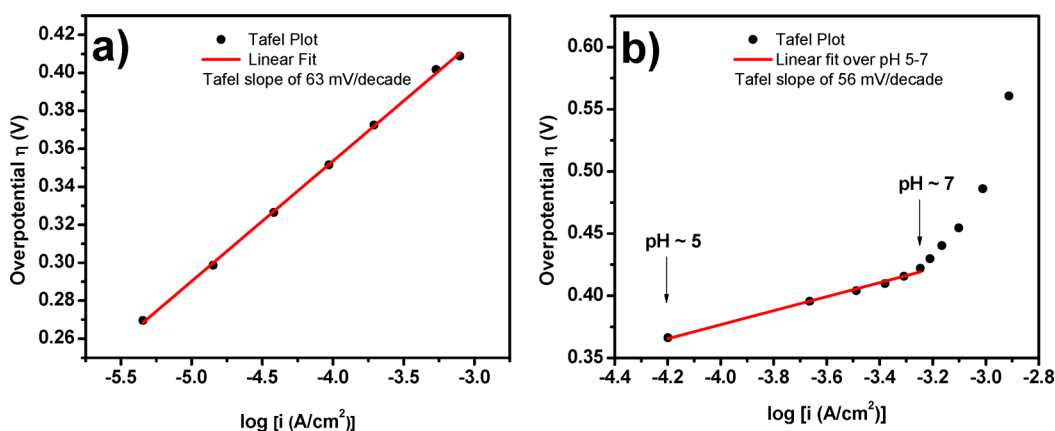 a)
Tafel Plot
Linear Fit
Tafel slope of 63 mV/decade
Overpotential η (V)
0.42
0.40
0.38
0.36
0.34
0.32
0.30
0.28
0.26
-5.5 -5.0 -4.5 -4.0 -3.5 -3.0
log [i (A/cm²)]
b)
Tafel Plot
Linear fit over pH 5-7
Tafel slope of 56 mV/decade
Overpotential η (V)
0.60
0.55
0.50
0.45
0.40
0.35
pH ~ 5
pH ~ 7
-4.4 -4.2 -4.0 -3.8 -3.6 -3.4 -3.2 -3.0 -2.8
log [i (A/cm²)]